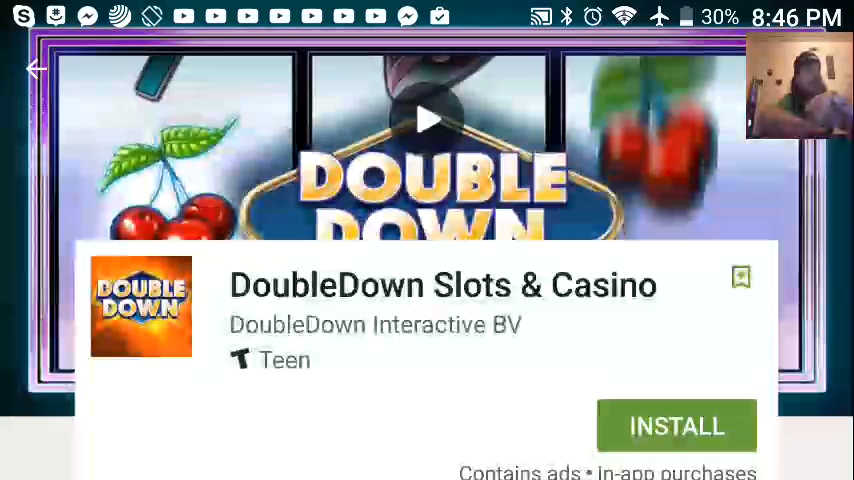 30% 8:46 PM
DOUBLE
DOWN
DOUBLE
DOWN
DoubleDown Slots & Casino
DoubleDown Interactive BV
T Teen
INSTALL
Contains ads • In-app purchases